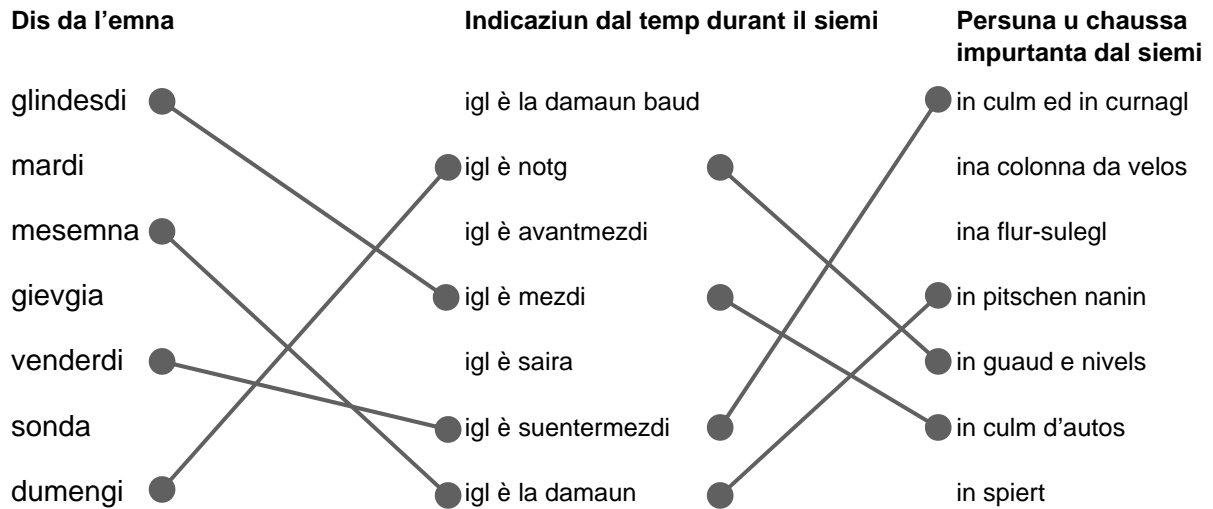 Dis da l’emna Indicaziun dal temp durant il siemi Persuna u chaussa
impurtanta dal siemi
glindesdi igl è la damaun baud in culm ed in curnagl
mardi igl è notg ina colonna da velos
mesemna igl è avantmezdi ina flur-sulegl
gievgia igl è mezdi in pitschen nanin
venderdi igl è saira in guaud e nivels
sonda igl è suentermezdi in culm d’autos
dumengi igl è la damaun in spiert